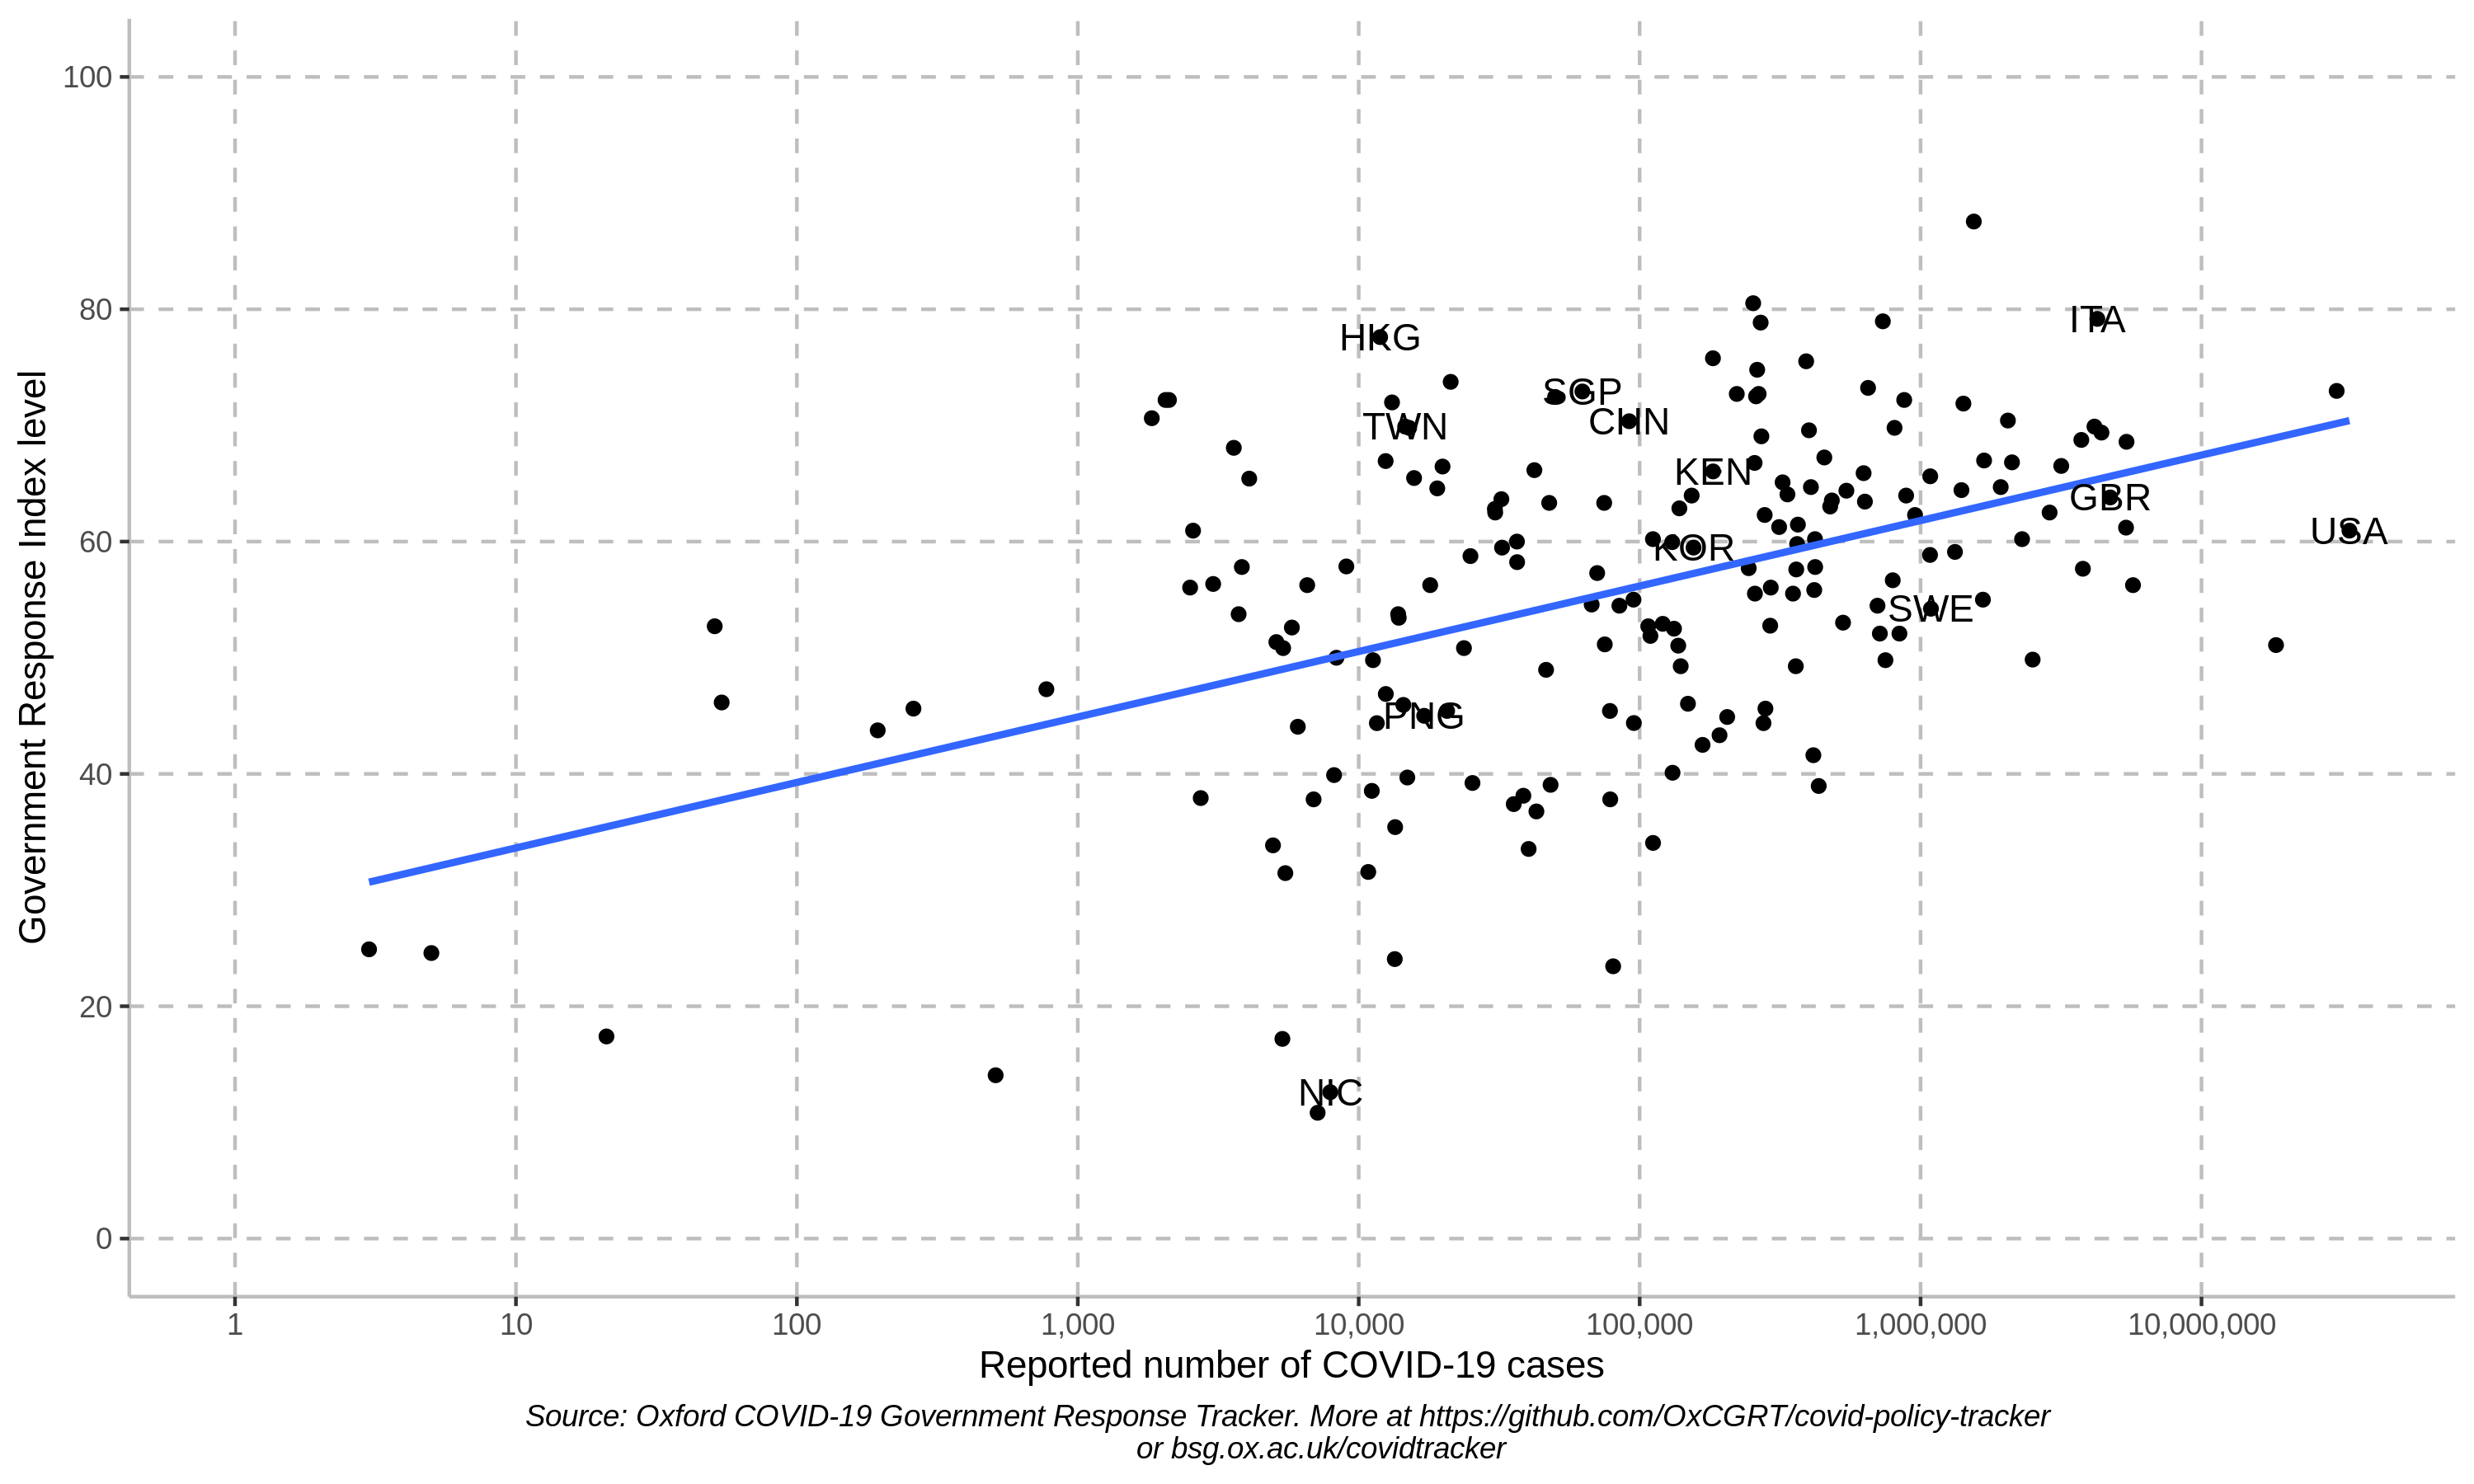 Government Response Index level
100
80
60
40
20
0
HKG
ITA
SGP
CHN
TWN
KEN
GBR
USA
KOR
SWE
PNG
NIC
1
10
100
1,000
10,000
100,000
1,000,000
10,000,000
Reported number of COVID-19 cases
Source: Oxford COVID-19 Government Response Tracker. More at https://github.com/OxCGRT/covid-policy-tracker
or bsg.ox.ac.uk/covidtracker